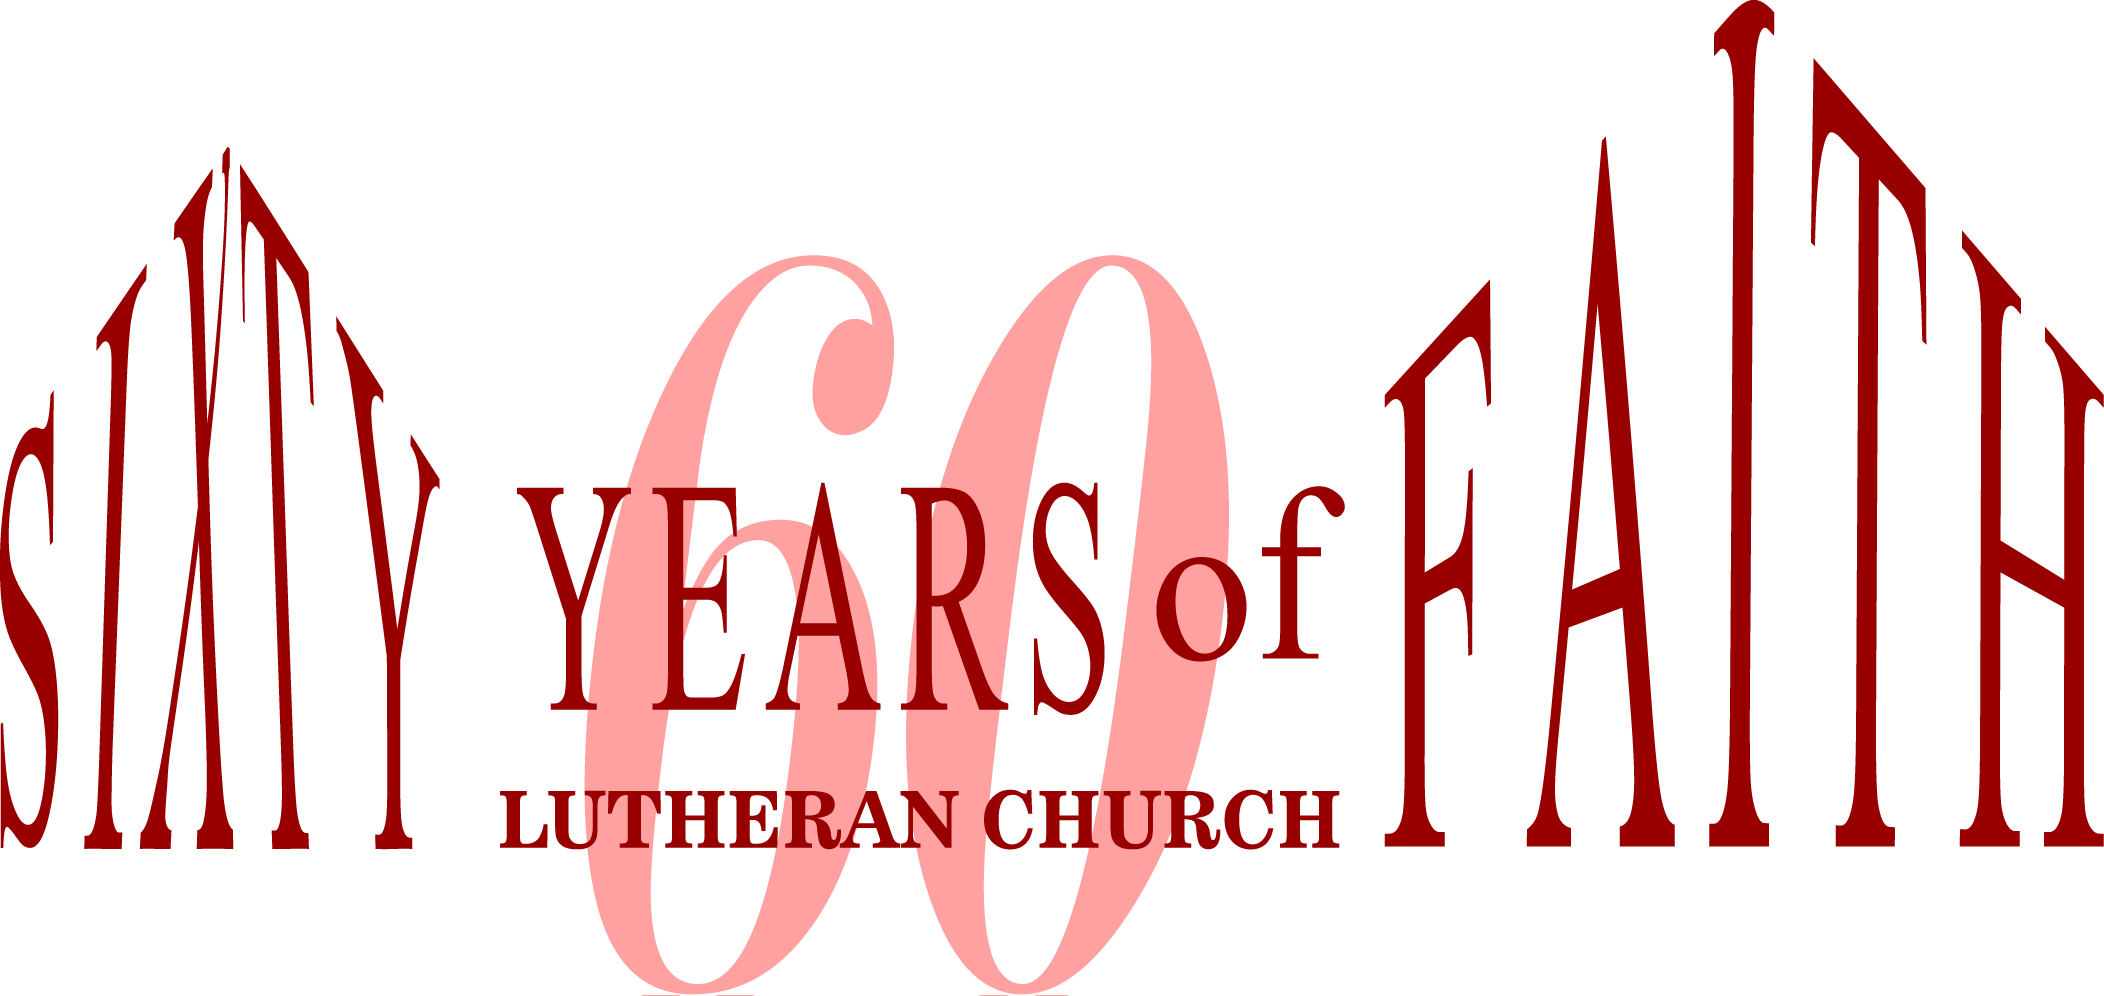 SIXTY YEARS of FAITH
60
LUTHERAN CHURCH